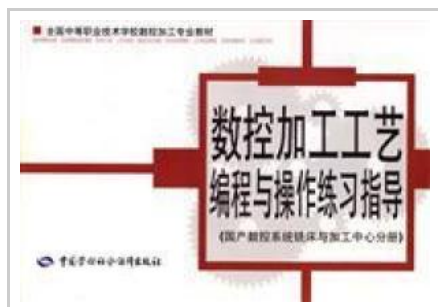 全国中等职业技术学校数控加工专业教材
数控加工工艺
编程与操作练习指导
《国产数控系统铣床与加工中心分册》
中国劳动社会保障出版社